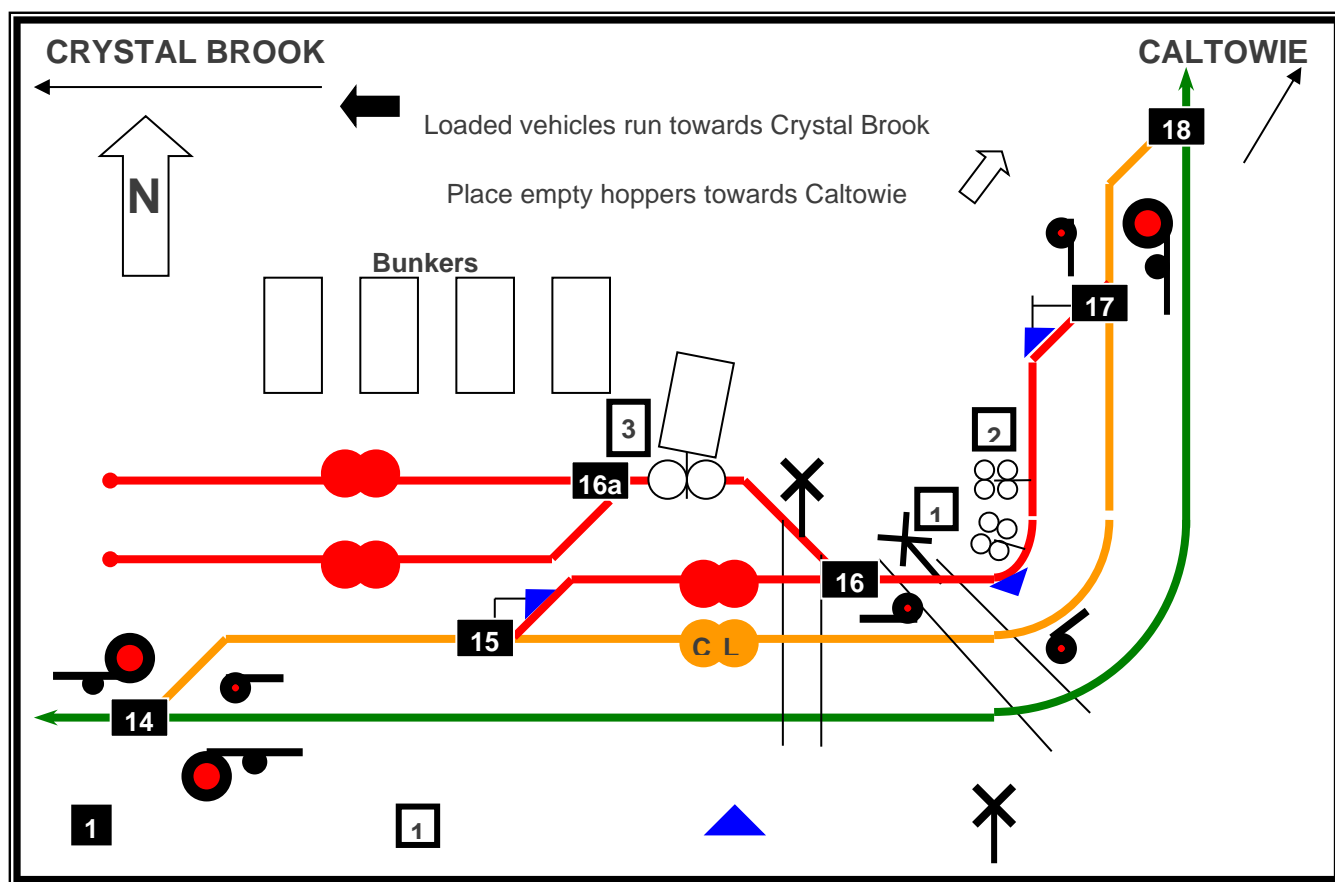 CRYSTAL BROOK
CALTOWIE
Loaded vehicles run towards Crystal Brook
18
N
Place empty hoppers towards Caltowie
Bunkers
17
3
2
16a
1
16
15
C L
14
1
1